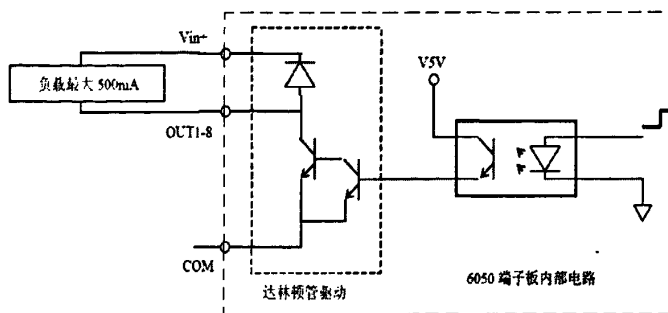 Vin+
V5V
负载最大 500mA
OUT1-8
COM
达林顿管驱动
6050 端子板内部电路